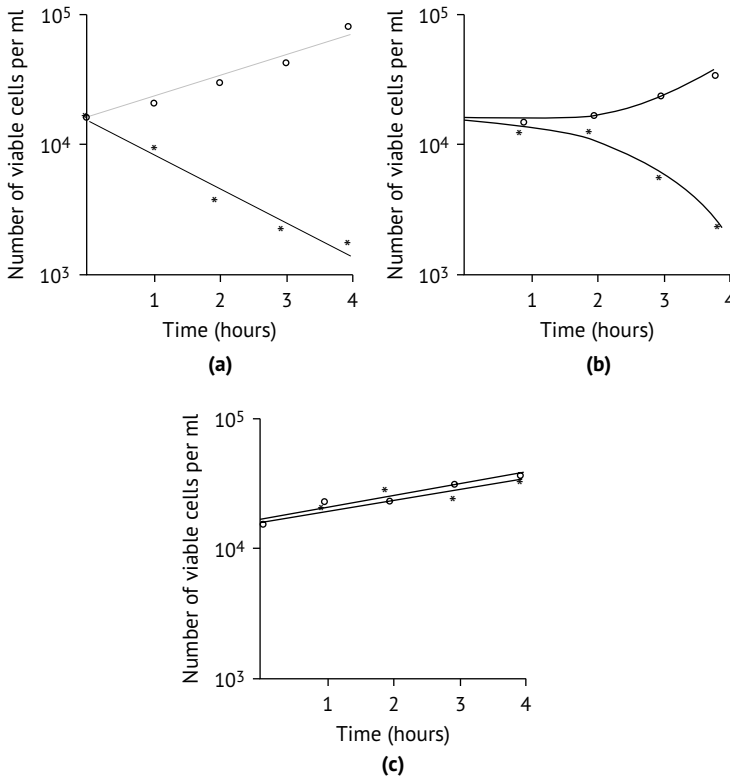 Number of viable cells per ml
10⁵
10⁴
10³
1 2 3 4
Time (hours)
(a)
Number of viable cells per ml
10⁵
10⁴
10³
1 2 3 4
Time (hours)
(b)
Number of viable cells per ml
10⁵
10⁴
10³
1 2 3 4
Time (hours)
(c)